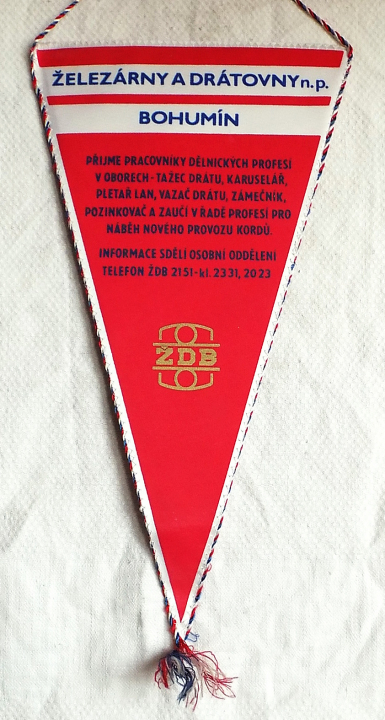 ŽELEZÁRNY A DRÁTOVNY n.p.
BOHUMÍN
PŘIJME PRACOVNÍKY DĚLNICKÝCH PROFESÍ
V OBORECH - TAŽEC DRÁTU, KARUSELÁŘ,
PLETAŘ LAN, VAZAČ DRÁTU, ZÁMEČNÍK,
POZINKOVAČ A ZAUČÍ V ŘADĚ PROFESÍ PRO
NÁBĚH NOVÉHO PROVOZU KORDŮ.
INFORMACE SDĚLÍ OSOBNÍ ODDĚLENÍ
TELEFON ŽDB 2151 - kl. 2331, 2023
ŽDB